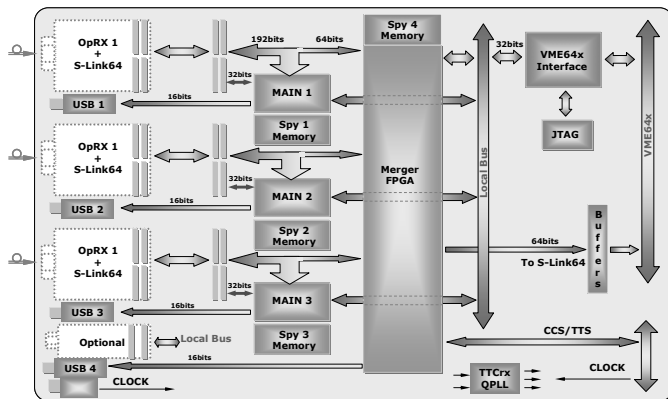 OpRX 1
+
S-Link64
192bits
64bits
32bits
MAIN 1
16bits
USB 1
Spy 1
Memory
OpRX 1
+
S-Link64
32bits
MAIN 2
16bits
USB 2
Spy 2
Memory
OpRX 1
+
S-Link64
32bits
MAIN 3
16bits
USB 3
Spy 3
Memory
Optional
Local Bus
16bits
USB 4
CLOCK
Spy 4
Memory
Merger
FPGA
Local Bus
32bits
VME64x
Interface
JTAG
VME64x
64bits
To S-Link64
Buffers
CCS/TTS
TTCrx
QPLL
CLOCK